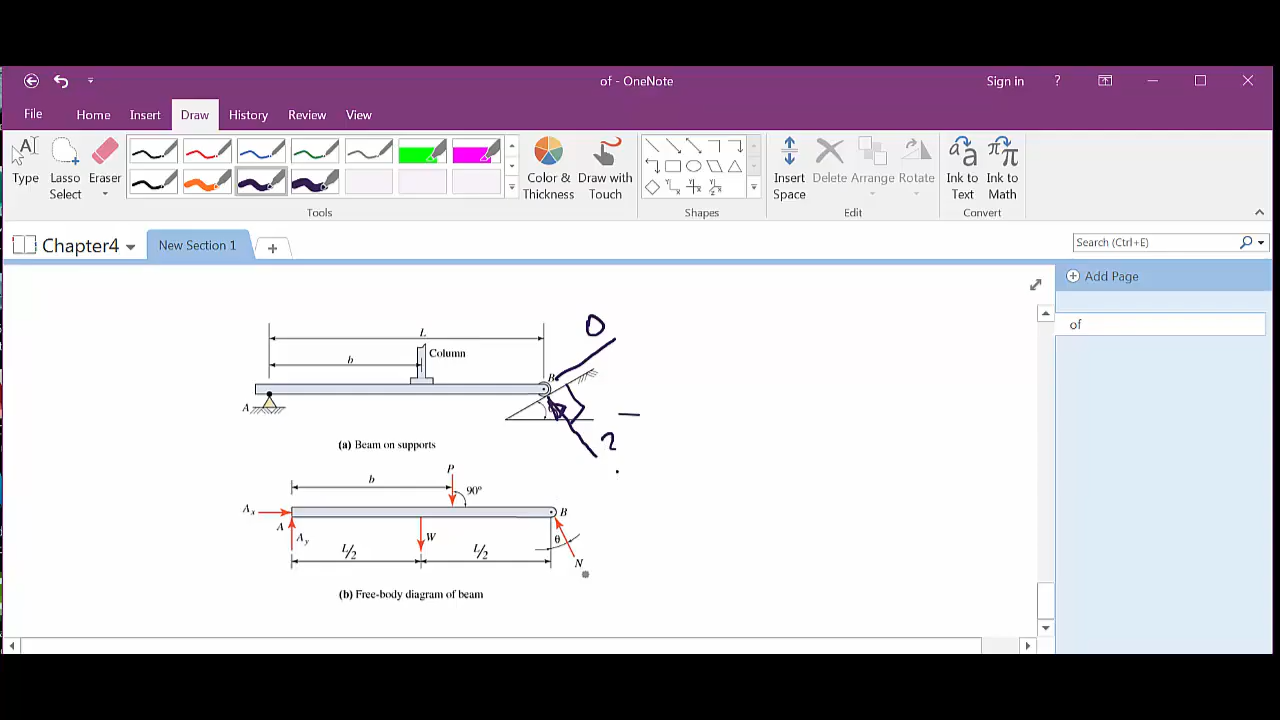 of - OneNote
Sign in
?
File
Home
Insert
Draw
History
Review
View
Type
Lasso Select
Eraser
Color & Thickness
Draw with Touch
Insert Space
Delete
Arrange
Rotate
Ink to Text
Ink to Math
Tools
Shapes
Edit
Convert
Chapter4
New Section 1
Search (Ctrl+E)
Add Page
of
L
0
b
Column
B
A
θ
?
(a) Beam on supports
P
b
90°
Ax
A
Ay
B
W
θ
L/2
L/2
N
(b) Free-body diagram of beam